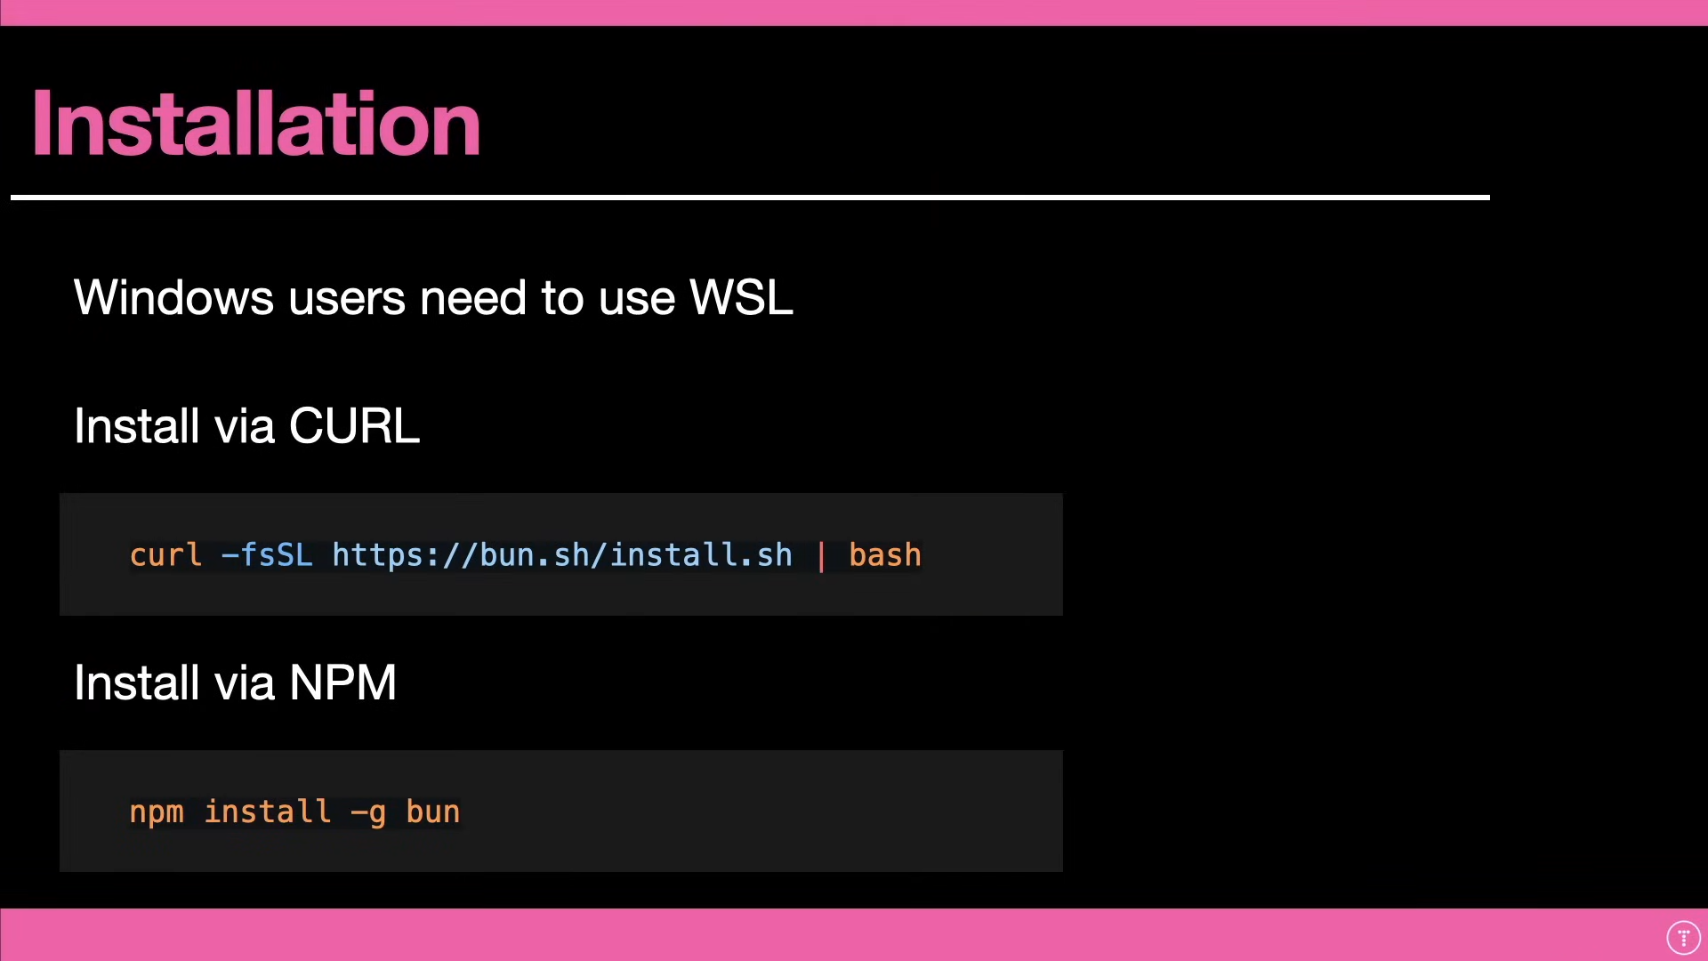 Installation
Windows users need to use WSL
Install via CURL
curl -fsSL https://bun.sh/install.sh | bash
Install via NPM
npm install -g bun